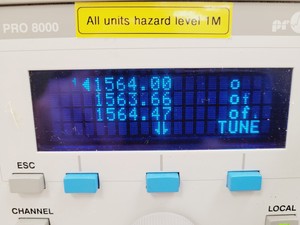 PRO 8000
All units hazard level 1M
1564.00
1563.66 of
1564.47 of.
TUNE
ESC
CHANNEL
LOCAL